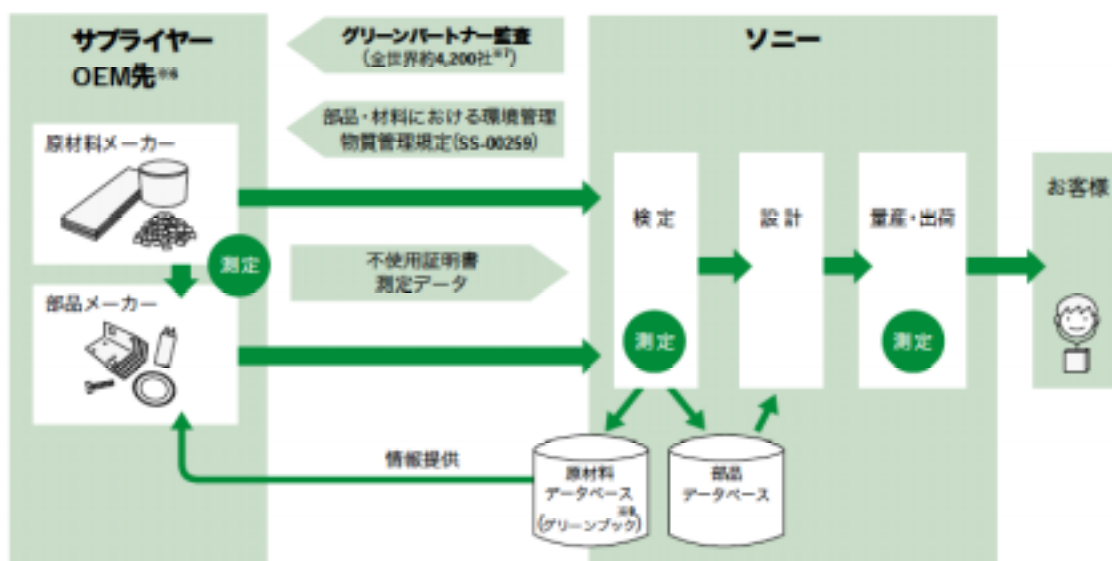 サプライヤー
OEM先※6
グリーンパートナー監査
(全世界約4,200社※7)
部品・材料における環境管理
物質管理規定(SS-00259)
ソニー
原材料メーカー
測定
部品メーカー
不使用証明書
測定データ
検定
測定
設計
量産・出荷
測定
お客様
情報提供
原材料
データベース
(グリーンブック)※8
部品
データベース